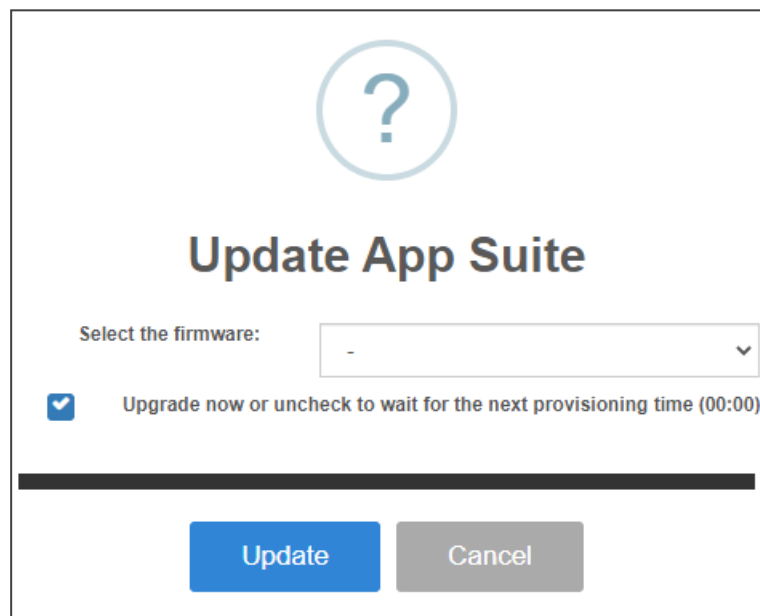 ?
Update App Suite
Select the firmware:
-
Upgrade now or uncheck to wait for the next provisioning time (00:00)
Update
Cancel